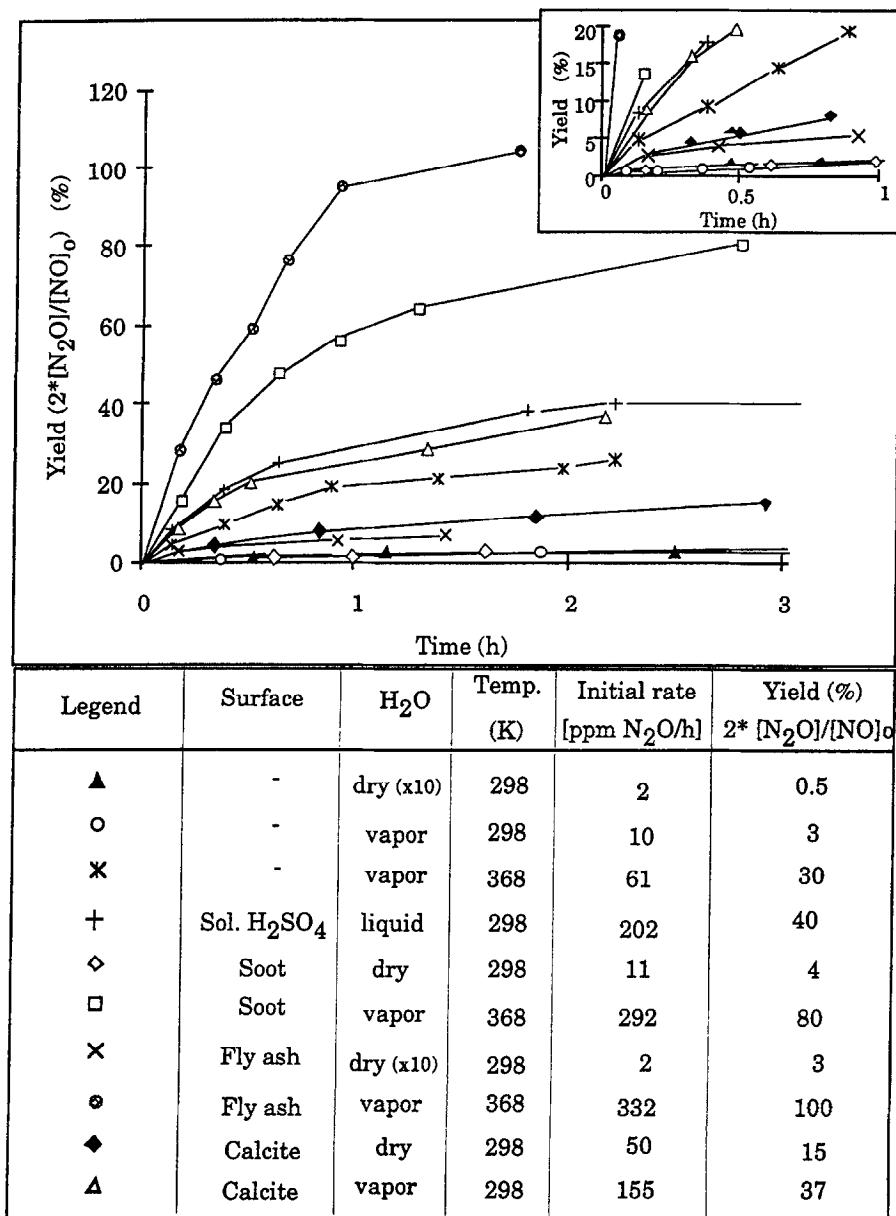 20
15
10
5
0
Yield (%)
0
0.5
1
Time (h)
120
100
80
60
40
20
0
Yield (2*[N2O]/[NO]o) (%)
0
1
2
3
Time (h)
Legend Surface H2O Temp. (K) Initial rate [ppm N2O/h] Yield (%) 2* [N2O]/[NO]o
- dry (x10) 298 2 0.5
- vapor 298 10 3
- vapor 368 61 30
Sol. H2SO4 liquid 298 202 40
Soot dry 298 11 4
Soot vapor 368 292 80
Fly ash dry (x10) 298 2 3
Fly ash vapor 368 332 100
Calcite dry 298 50 15
Calcite vapor 298 155 37